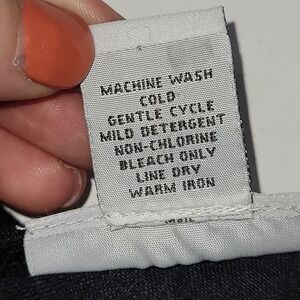 MACHINE WASH
COLD
GENTLE CYCLE
MILD DETERGENT
NON-CHLORINE
BLEACH ONLY
LINE DRY
WARM IRON